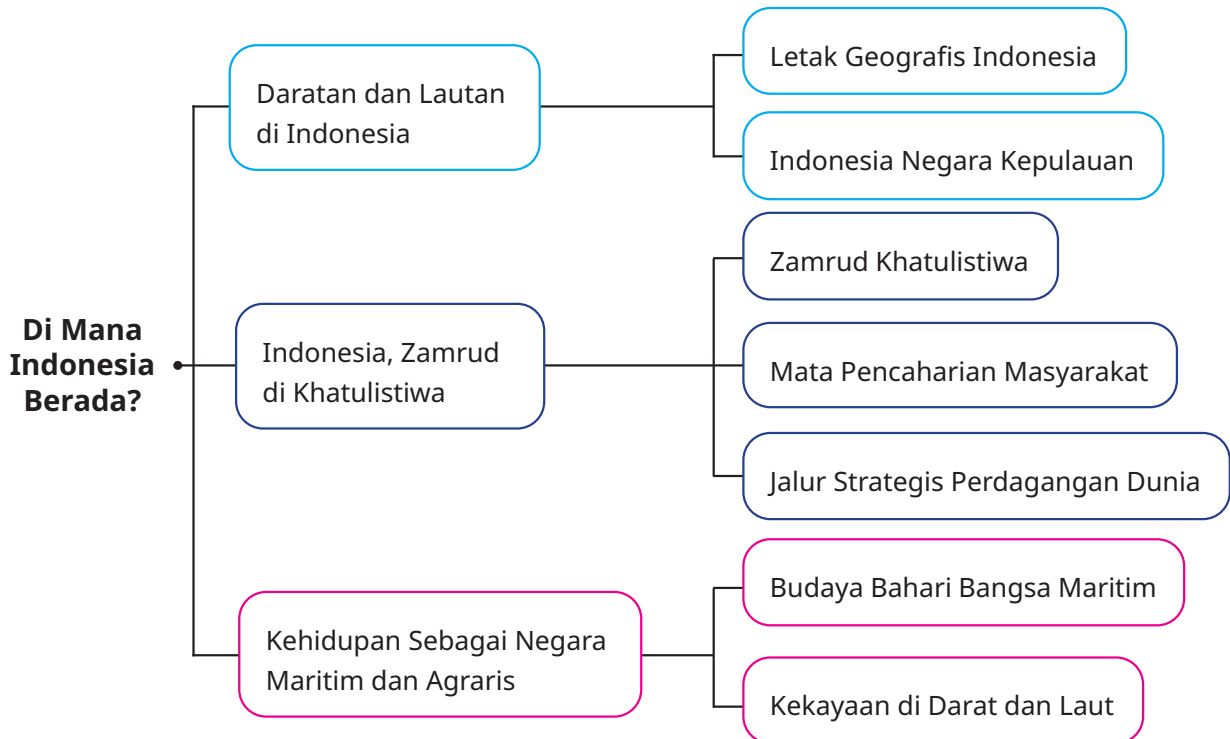 Di Mana
Indonesia
Berada?
Daratan dan Lautan
di Indonesia
Letak Geografis Indonesia
Indonesia Negara Kepulauan
Indonesia, Zamrud
di Khatulistiwa
Zamrud Khatulistiwa
Mata Pencaharian Masyarakat
Jalur Strategis Perdagangan Dunia
Kehidupan Sebagai Negara
Maritim dan Agraris
Budaya Bahari Bangsa Maritim
Kekayaan di Darat dan Laut